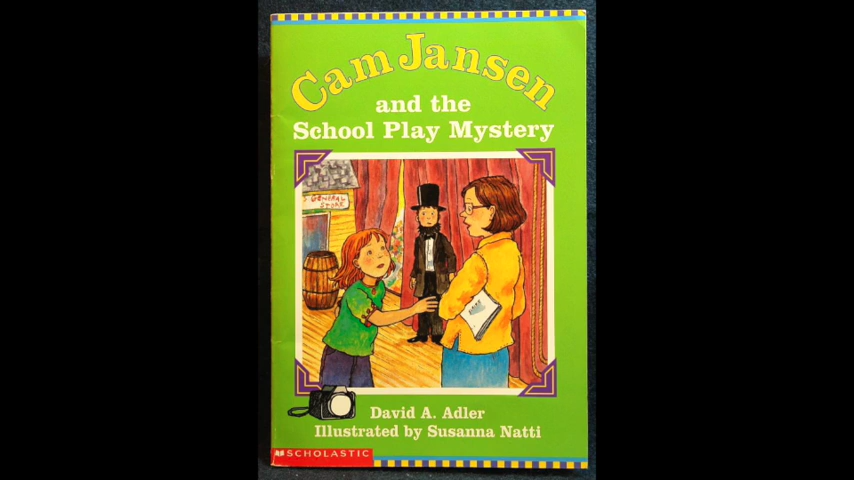 Cam Jansen
and the
School Play Mystery
GENERAL
STORE
David A. Adler
Illustrated by Susanna Natti
SCHOLASTIC